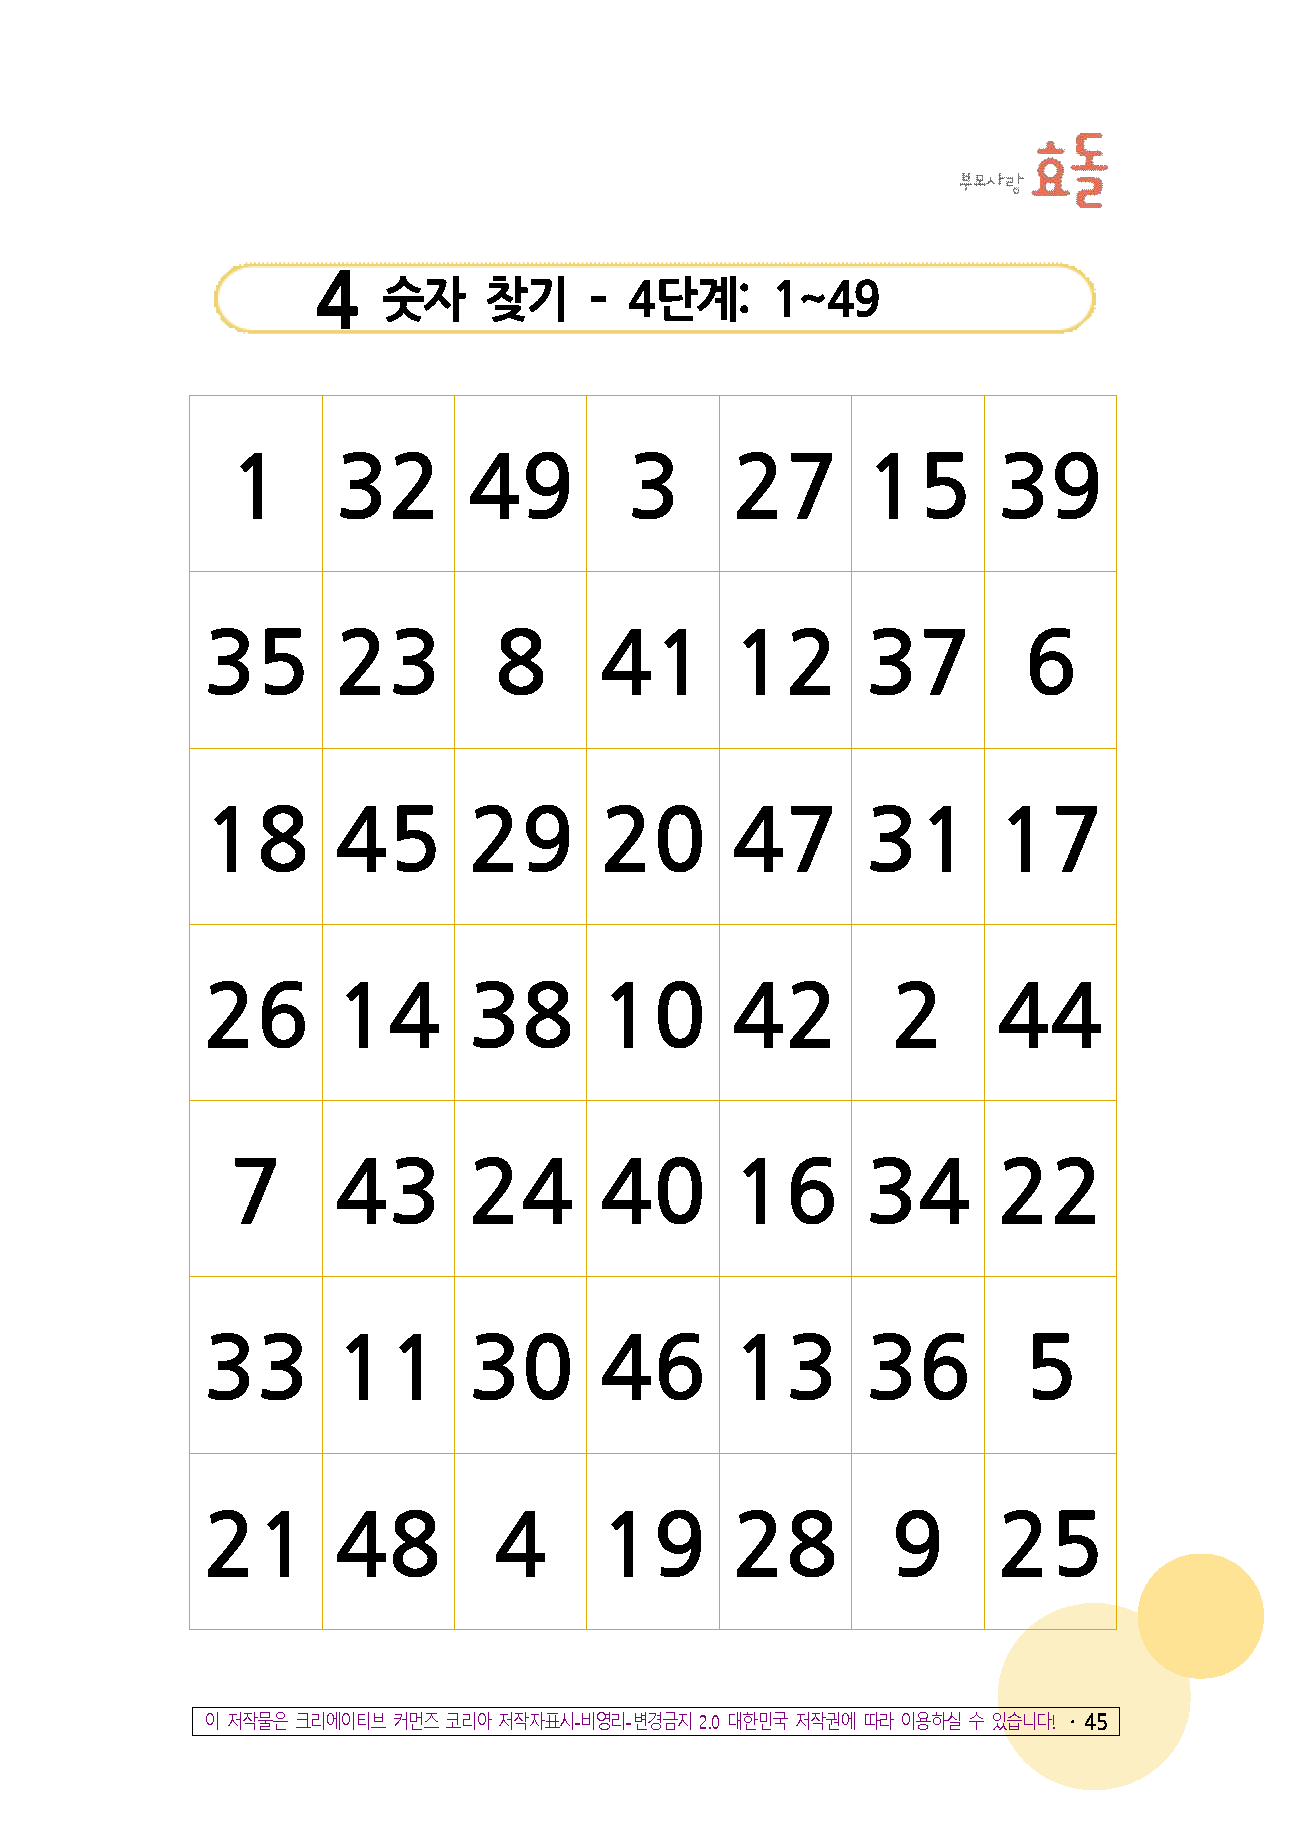 부모사랑 효돌
4 숫자 찾기 - 4단계: 1~49
1 32 49 3 27 15 39
35 23 8 41 12 37 6
18 45 29 20 47 31 17
26 14 38 10 42 2 44
7 43 24 40 16 34 22
33 11 30 46 13 36 5
21 48 4 19 28 9 25
이 저작물은 크리에이티브 커먼즈 코리아 저작자표시-비영리-변경금지 2.0 대한민국 저작권에 따라 이용하실 수 있습니다! · 45